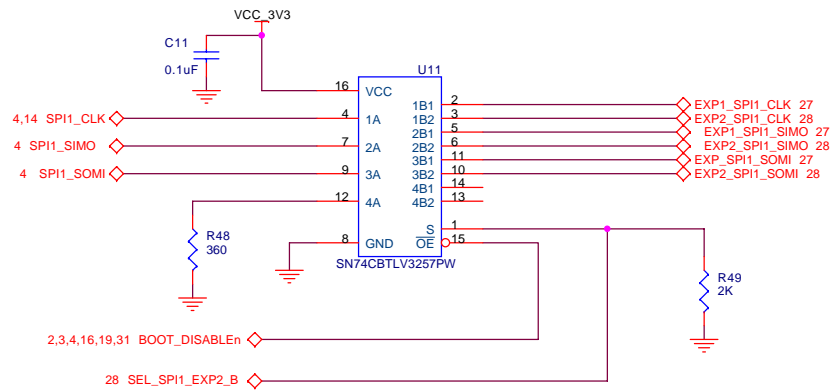 VCC_3V3
C11
0.1uF
U11
16 VCC
4,14 SPI1_CLK 4 1A 1B1 2 EXP1_SPI1_CLK 27
1B2 3 EXP2_SPI1_CLK 28
4 SPI1_SIMO 7 2A 2B1 5 EXP1_SPI1_SIMO 27
2B2 6 EXP2_SPI1_SIMO 28
4 SPI1_SOMI 9 3A 3B1 11 EXP_SPI1_SOMI 27
3B2 10 EXP2_SPI1_SOMI 28
12 4A 4B1 14
4B2 13
R48
360
S 1
8 GND OE 15
SN74CBTLV3257PW
R49
2K
2,3,4,16,19,31 BOOT_DISABLEn
28 SEL_SPI1_EXP2_B